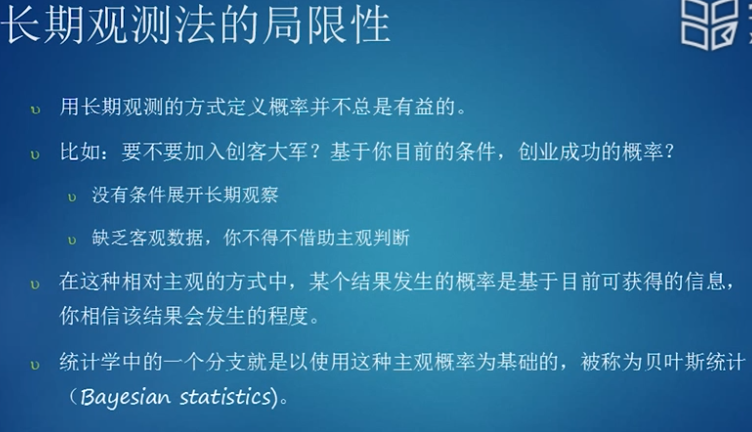 长期观测法的局限性
用长期观测的方式定义概率并不总是有益的。
比如：要不要加入创客大军？基于你目前的条件，创业成功的概率？
没有条件展开长期观察
缺乏客观数据，你不得不借助主观判断
在这种相对主观的方式中，某个结果发生的概率是基于目前可获得的信息，
你相信该结果会发生的程度。
统计学中的一个分支就是以使用这种主观概率为基础的，被称为贝叶斯统计
（Bayesian statistics)。